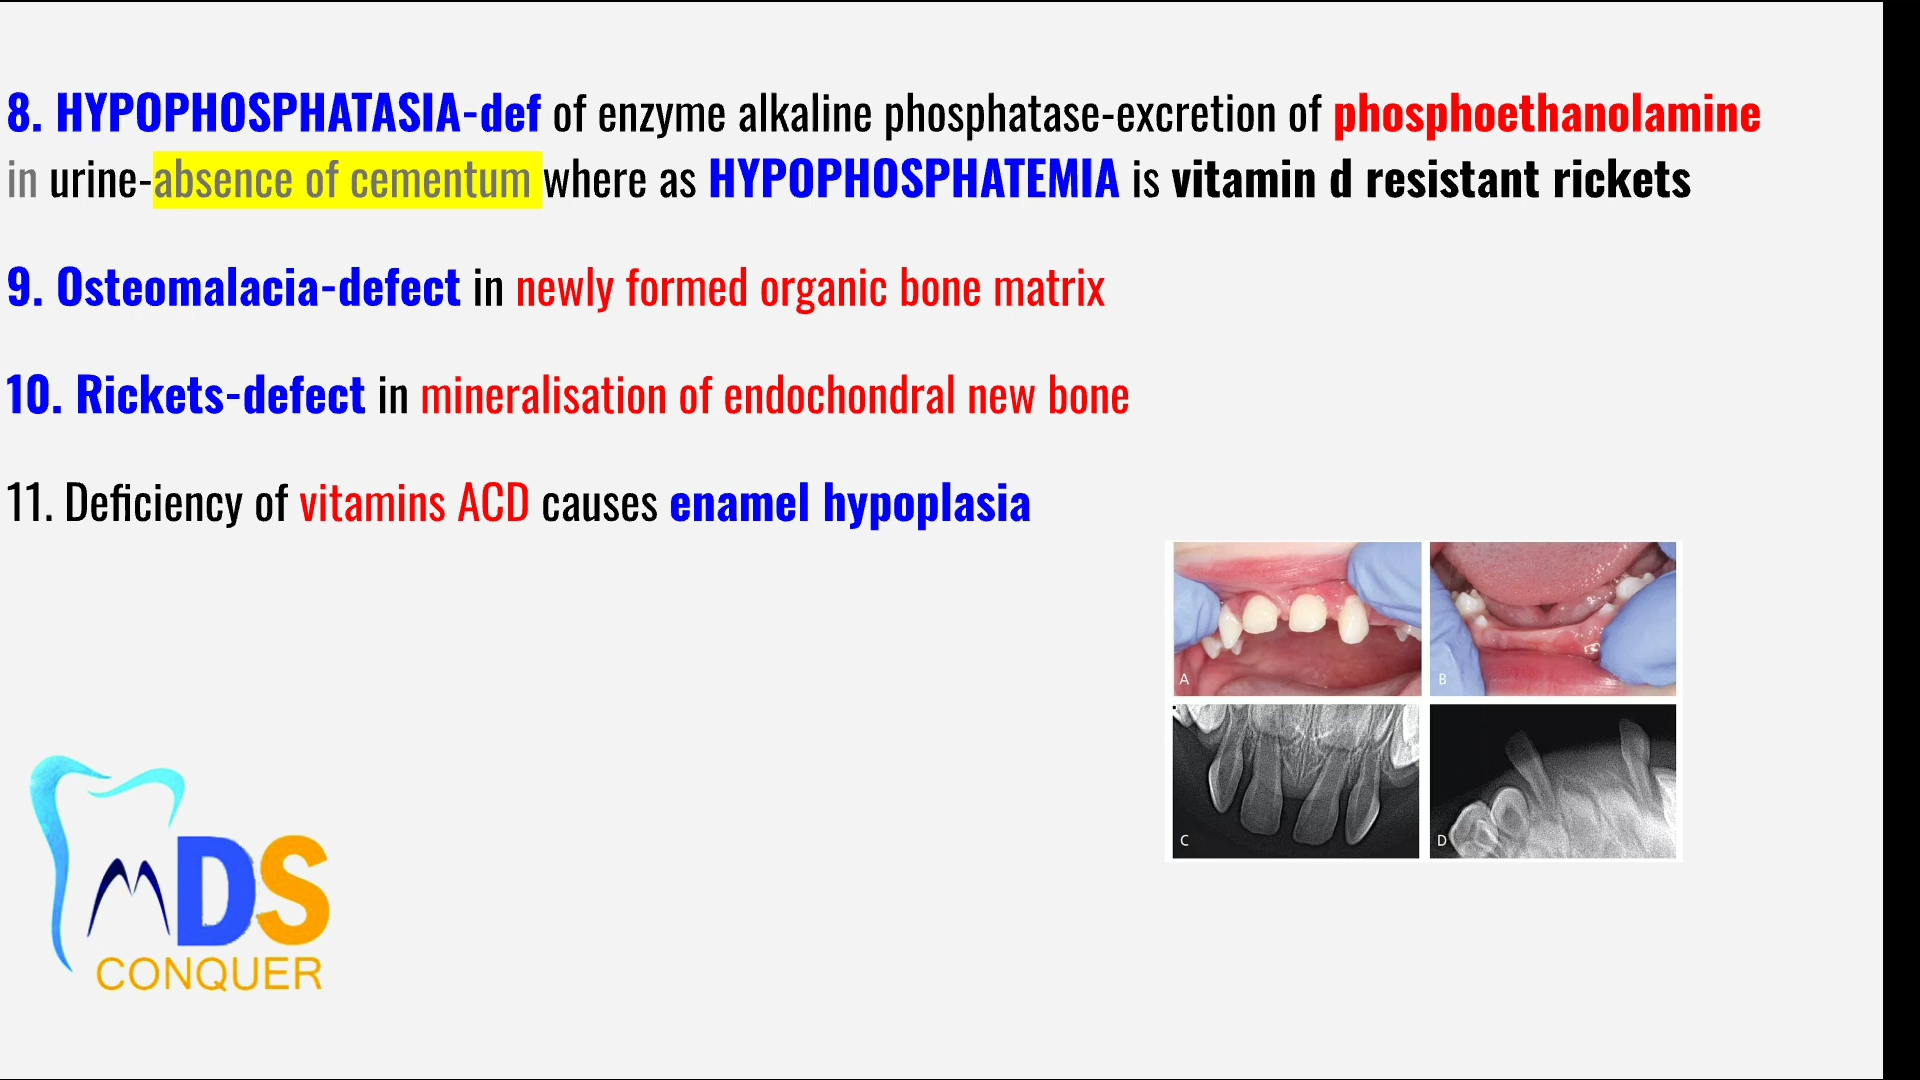 8. HYPOPHOSPHATASIA-def of enzyme alkaline phosphatase-excretion of phosphoethanolamine
in urine-absence of cementum where as HYPOPHOSPHATEMIA is vitamin d resistant rickets
9. Osteomalacia-defect in newly formed organic bone matrix
10. Rickets-defect in mineralisation of endochondral new bone
11. Deficiency of vitamins ACD causes enamel hypoplasia
A
B
C
D
MDS
CONQUER